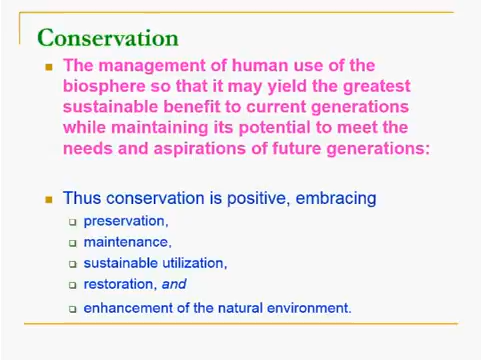 Conservation
The management of human use of the
biosphere so that it may yield the greatest
sustainable benefit to current generations
while maintaining its potential to meet the
needs and aspirations of future generations:
Thus conservation is positive, embracing
preservation,
maintenance,
sustainable utilization,
restoration, and
enhancement of the natural environment.